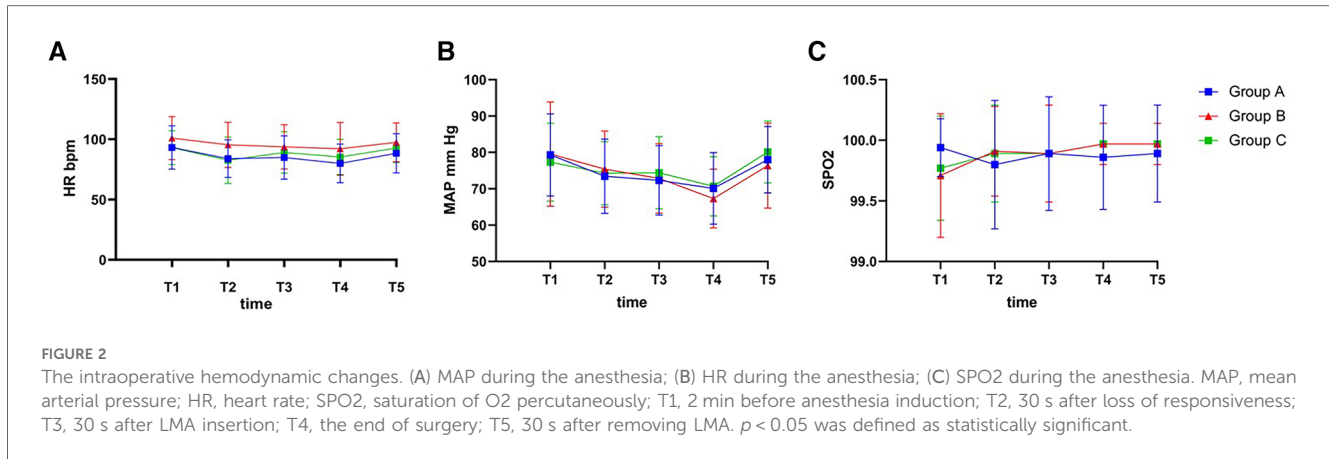 A
B
C
150
100
50
0
HR bpm
T1 T2 T3 T4 T5
time
100
90
80
70
60
50
MAP mm Hg
T1 T2 T3 T4 T5
time
100.5
100.0
99.5
99.0
SPO2
T1 T2 T3 T4 T5
time
Group A
Group B
Group C
FIGURE 2
The intraoperative hemodynamic changes. (A) MAP during the anesthesia; (B) HR during the anesthesia; (C) SPO2 during the anesthesia. MAP, mean
arterial pressure; HR, heart rate; SPO2, saturation of O2 percutaneously; T1, 2 min before anesthesia induction; T2, 30 s after loss of responsiveness;
T3, 30 s after LMA insertion; T4, the end of surgery; T5, 30 s after removing LMA. p < 0.05 was defined as statistically significant.